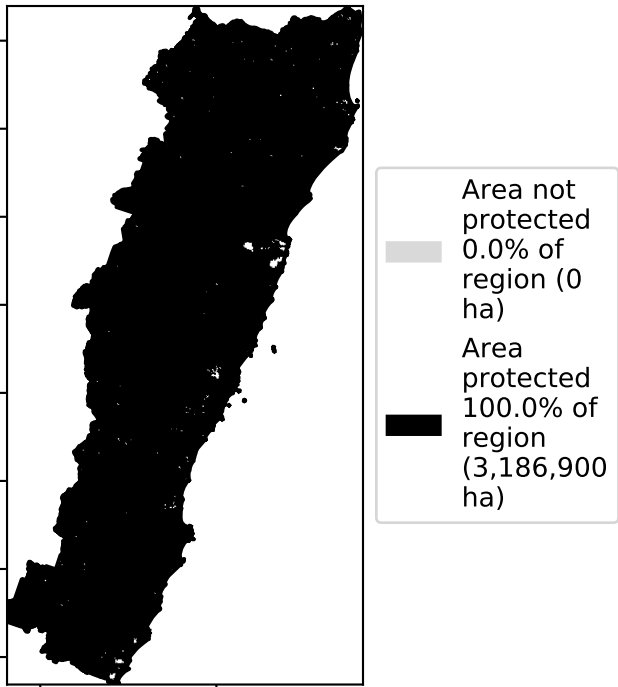 Area not
protected
0.0% of
region (0
ha)
Area
protected
100.0% of
region
(3,186,900
ha)